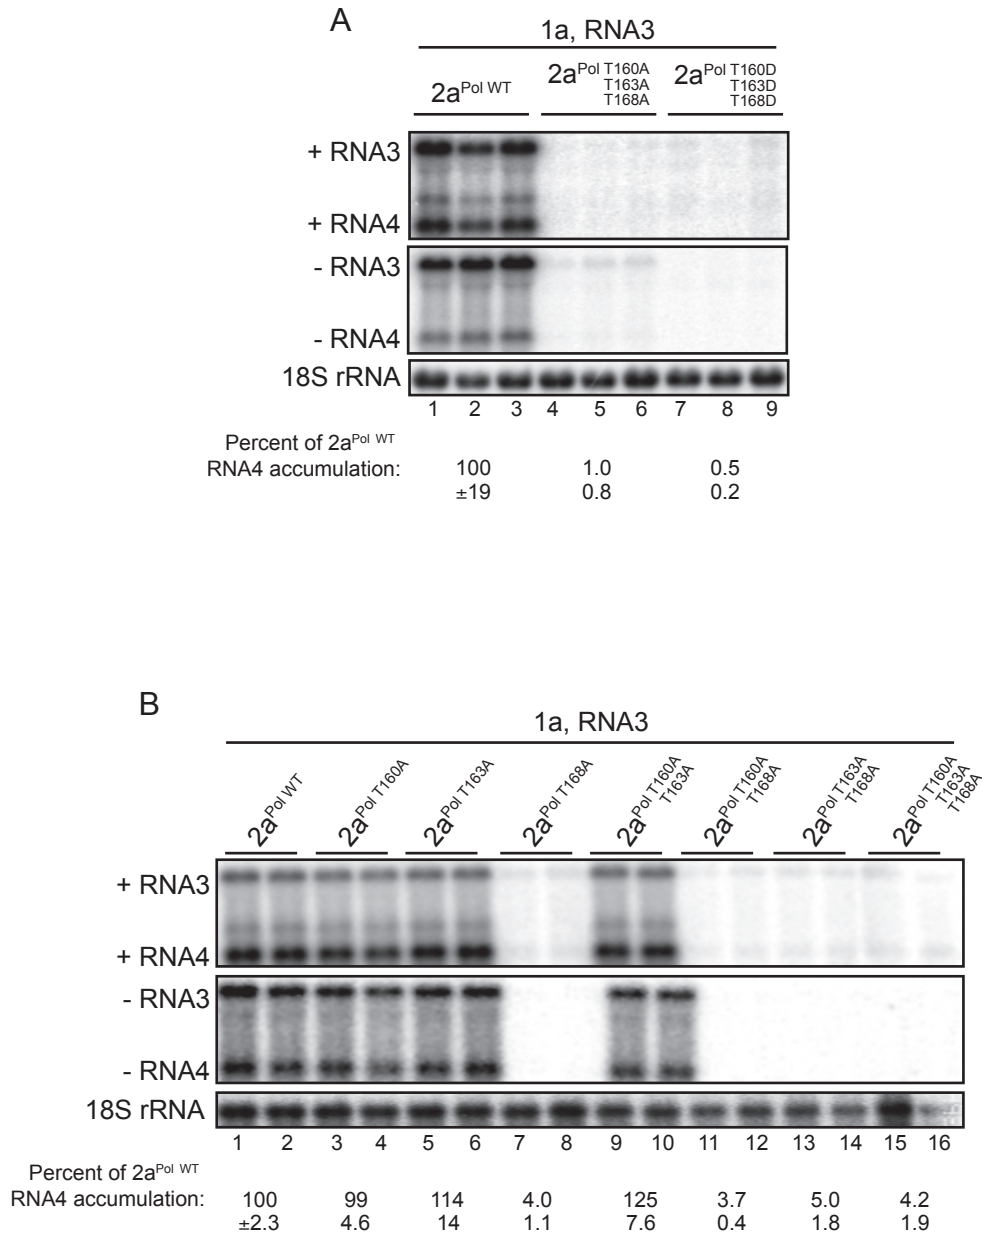 A
1a, RNA3
2aPol WT 2aPol T160A T163A T168A 2aPol T160D T163D T168D
+ RNA3
+ RNA4
- RNA3
- RNA4
18S rRNA
1 2 3 4 5 6 7 8 9
Percent of 2aPol WT
RNA4 accumulation: 100 1.0 0.5
±19 0.8 0.2
B
1a, RNA3
2aPol WT 2aPol T160A 2aPol T163A 2aPol T168A 2aPol T160A T163A 2aPol T160A T168A 2aPol T163A T168A 2aPol T160A T163A T168A
+ RNA3
+ RNA4
- RNA3
- RNA4
18S rRNA
1 2 3 4 5 6 7 8 9 10 11 12 13 14 15 16
Percent of 2aPol WT
RNA4 accumulation: 100 99 114 4.0 125 3.7 5.0 4.2
±2.3 4.6 14 1.1 7.6 0.4 1.8 1.9